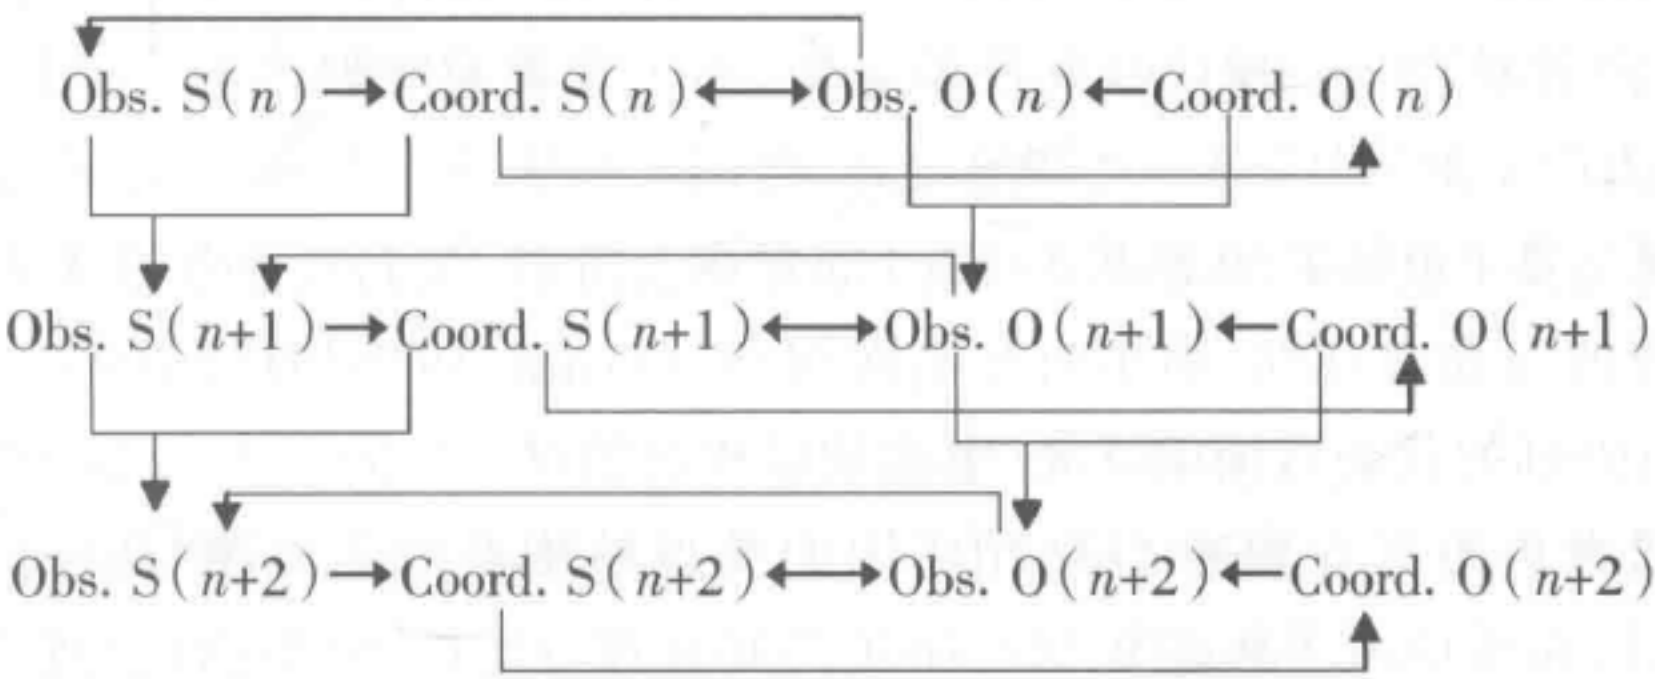 Obs. S(n)→Coord. S(n)↔Obs. O(n)←Coord. O(n)
Obs. S(n+1)→Coord. S(n+1)↔Obs. O(n+1)←Coord. O(n+1)
Obs. S(n+2)→Coord. S(n+2)↔Obs. O(n+2)←Coord. O(n+2)